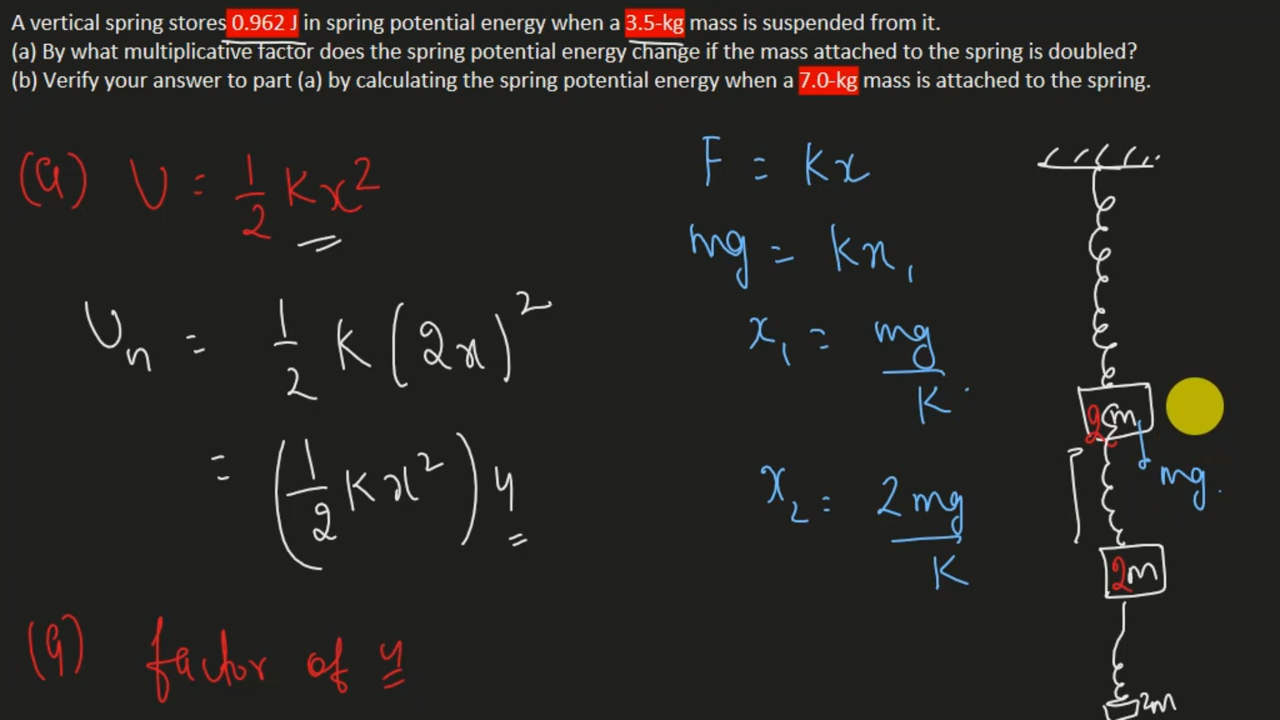 A vertical spring stores 0.962 J in spring potential energy when a 3.5-kg mass is suspended from it.
(a) By what multiplicative factor does the spring potential energy change if the mass attached to the spring is doubled?
(b) Verify your answer to part (a) by calculating the spring potential energy when a 7.0-kg mass is attached to the spring.
(a) U = 1/2 Kx²
Un = 1/2 K (2x)²
= (1/2 Kx²) 4
(a) factor of 4
F = Kx
mg = Kx₁
x₁ = mg/K
x₂ = 2mg/K
2m
mg
2m
2m